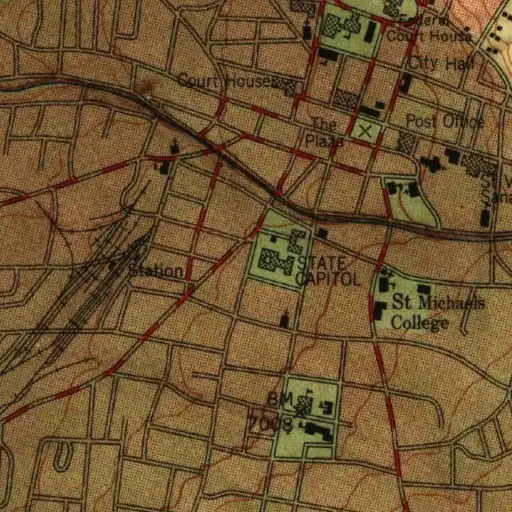 Federal
Court House
Court House
City Hall
The
Plaza
Post Office
Station
STATE
CAPITOL
St Michaels
College
BM
7008